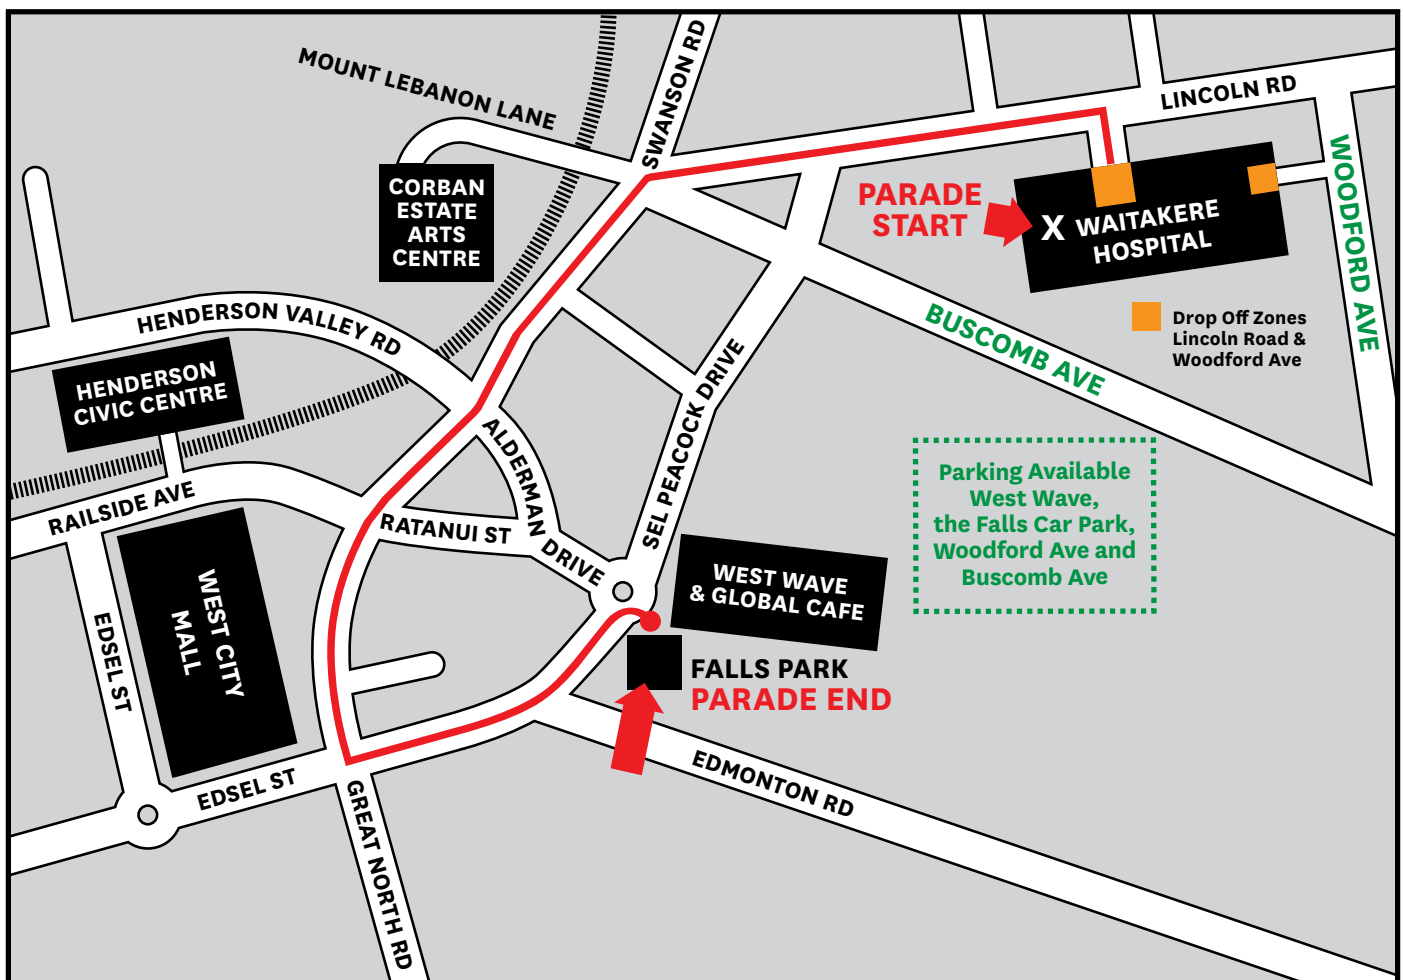 MOUNT LEBANON LANE
SWANSON RD
LINCOLN RD
WOODFORD AVE
CORBAN
ESTATE
ARTS
CENTRE
PARADE
START
X WAITAKERE
HOSPITAL
Drop Off Zones
Lincoln Road &
Woodford Ave
BUSCOMB AVE
HENDERSON VALLEY RD
HENDERSON
CIVIC CENTRE
ALDERMAN DRIVE
SEL PEACOCK DRIVE
RAILSIDE AVE
RATANUI ST
Parking Available
West Wave,
the Falls Car Park,
Woodford Ave and
Buscomb Ave
WEST WAVE
& GLOBAL CAFE
WEST CITY
MALL
EDSEL ST
FALLS PARK
PARADE END
EDSEL ST
EDMONTON RD
GREAT NORTH RD